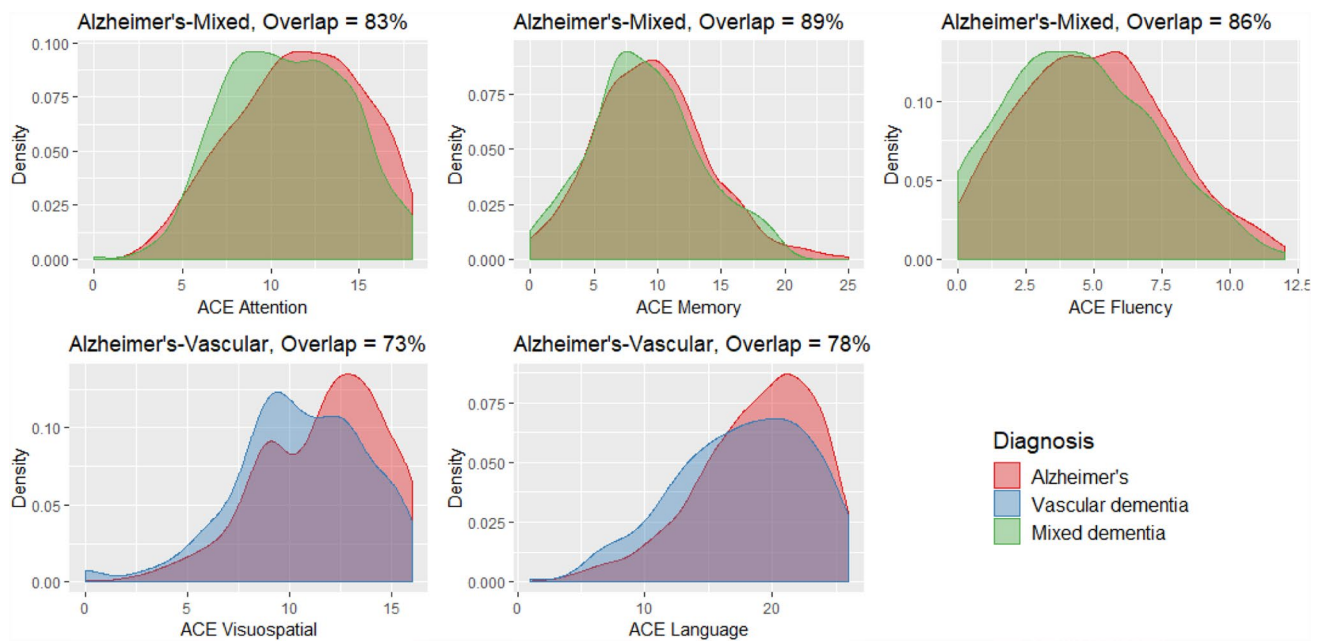 Alzheimer's-Mixed, Overlap = 83%
0.100
0.075
0.050
0.025
0.000
Density
0 5 10 15
ACE Attention
Alzheimer's-Mixed, Overlap = 89%
0.075
0.050
0.025
0.000
Density
0 5 10 15 20 25
ACE Memory
Alzheimer's-Mixed, Overlap = 86%
0.10
0.05
0.00
Density
0.0 2.5 5.0 7.5 10.0 12.5
ACE Fluency
Alzheimer's-Vascular, Overlap = 73%
0.10
0.05
0.00
Density
0 5 10 15
ACE Visuospatial
Alzheimer's-Vascular, Overlap = 78%
0.075
0.050
0.025
0.000
Density
0 10 20
ACE Language
Diagnosis
Alzheimer's
Vascular dementia
Mixed dementia